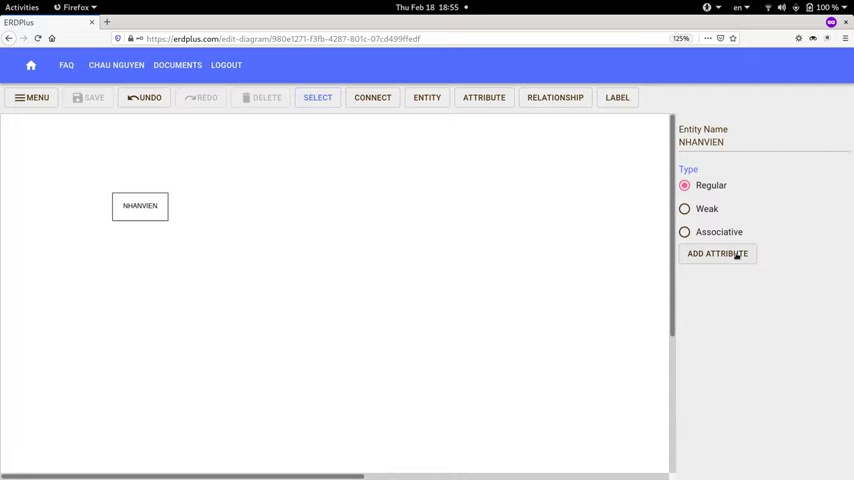 Activities Firefox Thu Feb 18 18:55 en 100 %
ERDPlus
https://erdplus.com/edit-diagram/980e1271-f3fb-4287-801c-07cd499ffedf 125%
FAQ CHAU NGUYEN DOCUMENTS LOGOUT
MENU SAVE UNDO REDO DELETE SELECT CONNECT ENTITY ATTRIBUTE RELATIONSHIP LABEL
Entity Name
NHANVIEN
Type
Regular
NHANVIEN
Weak
Associative
ADD ATTRIBUTE